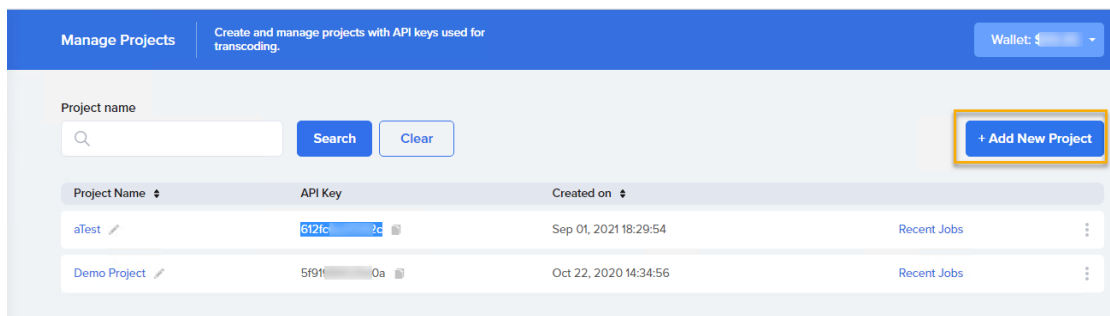 Manage Projects
Create and manage projects with API keys used for
transcoding.
Wallet: $
Project name
Search
Clear
+ Add New Project
Project Name
API Key
Created on
aTest
Sep 01, 2021 18:29:54
Recent Jobs
Demo Project
Oct 22, 2020 14:34:56
Recent Jobs